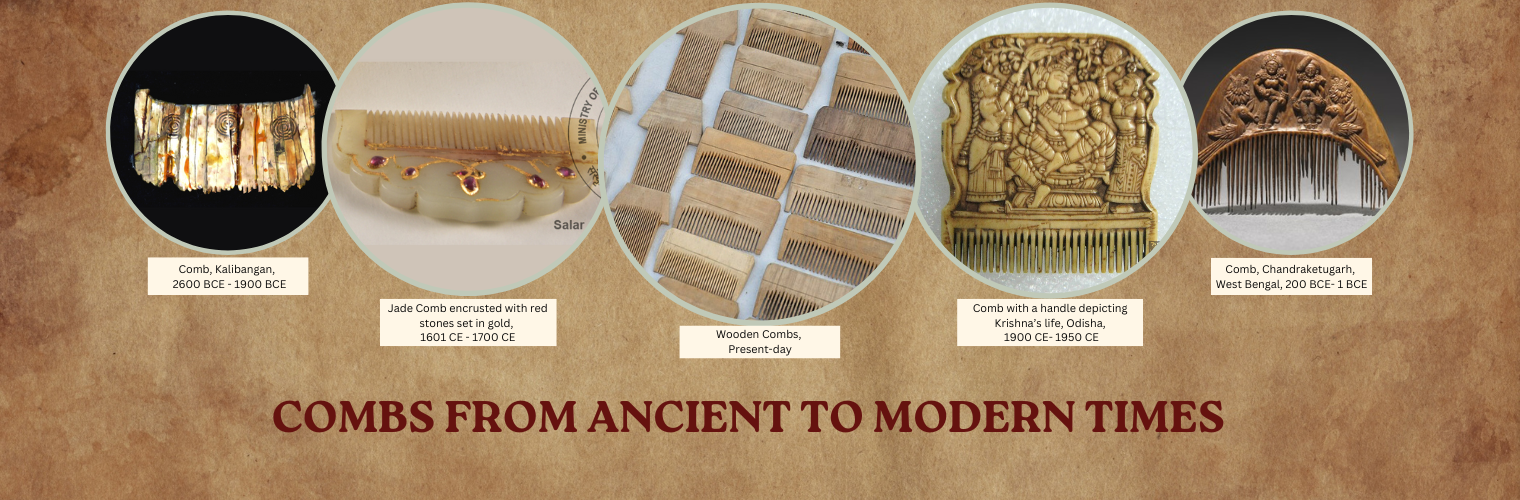 MINISTRY OF
Salar
Comb, Kalibangan,
2600 BCE - 1900 BCE
Jade Comb encrusted with red
stones set in gold,
1601 CE - 1700 CE
Wooden Combs,
Present-day
Comb with a handle depicting
Krishna's life, Odisha,
1900 CE- 1950 CE
Comb, Chandraketugarh,
West Bengal, 200 BCE- 1 BCE
COMBS FROM ANCIENT TO MODERN TIMES